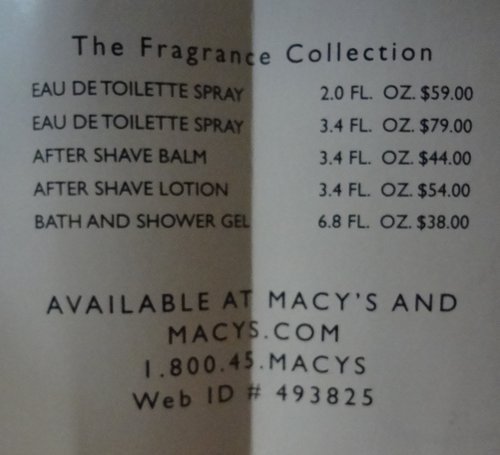 The Fragrance Collection
EAU DE TOILETTE SPRAY 2.0 FL. OZ. $59.00
EAU DE TOILETTE SPRAY 3.4 FL. OZ. $79.00
AFTER SHAVE BALM 3.4 FL. OZ. $44.00
AFTER SHAVE LOTION 3.4 FL. OZ. $54.00
BATH AND SHOWER GEL 6.8 FL. OZ. $38.00
AVAILABLE AT MACY'S AND
MACYS.COM
1.800.45.MACYS
Web ID # 493825